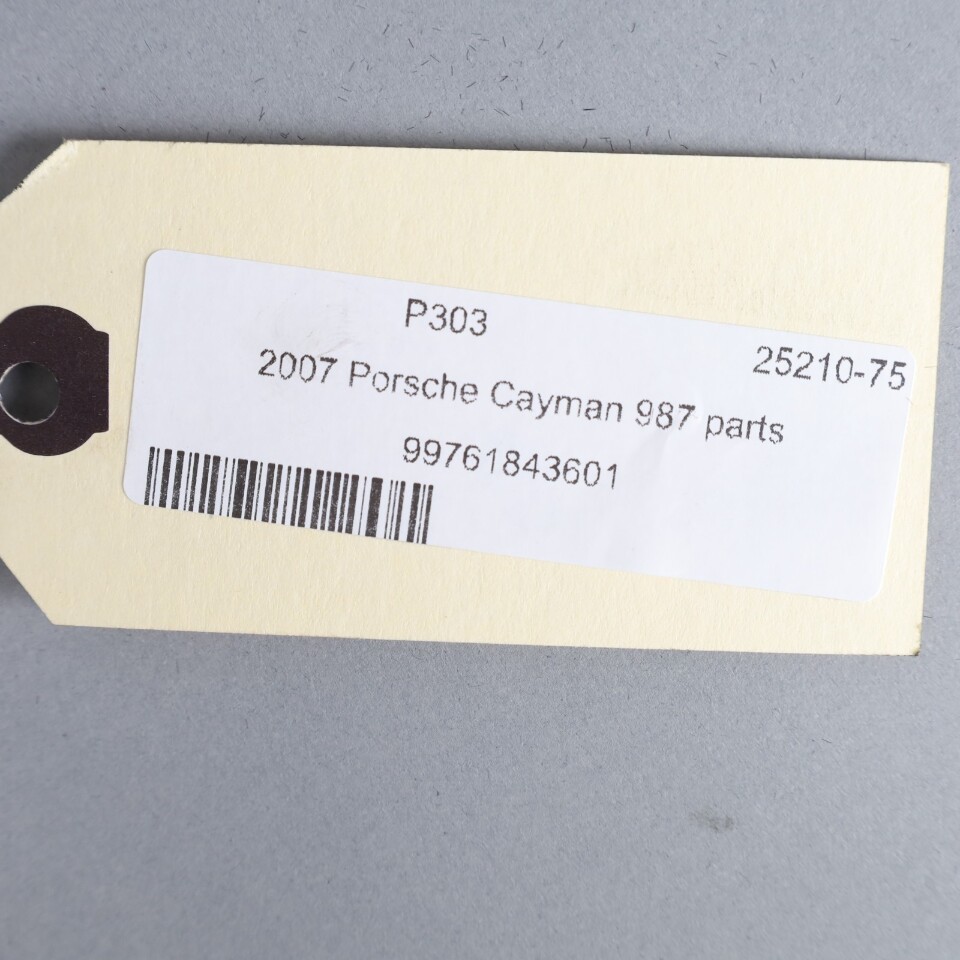 P303
25210-75
2007 Porsche Cayman 987 parts
99761843601